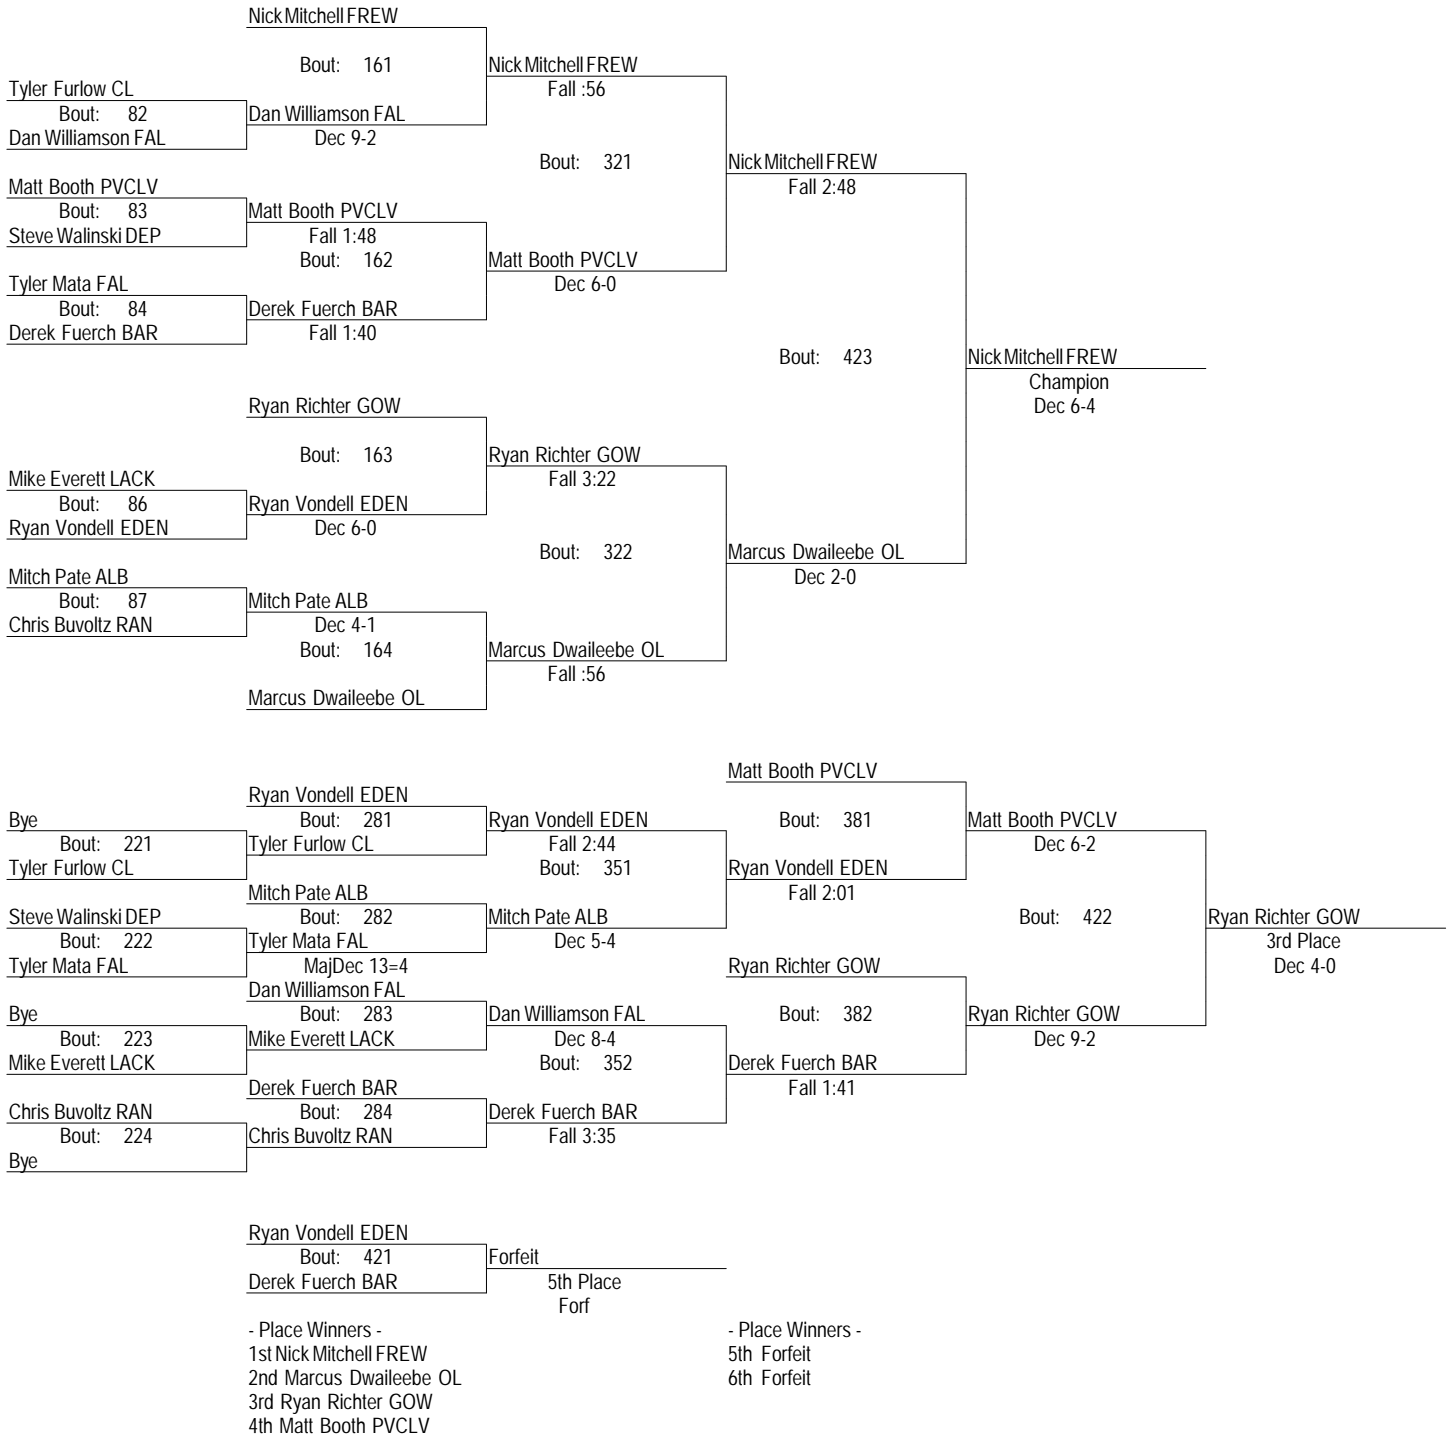 Nick Mitchell FREW
Bout: 161
Nick Mitchell FREW
Tyler Furlow CL
Fall :56
Bout: 82
Dan Williamson FAL
Dan Williamson FAL
Dec 9-2
Bout: 321
Nick Mitchell FREW
Matt Booth PVCLV
Fall 2:48
Bout: 83
Matt Booth PVCLV
Steve Walinski DEP
Fall 1:48
Bout: 162
Matt Booth PVCLV
Tyler Mata FAL
Dec 6-0
Bout: 84
Derek Fuerch BAR
Derek Fuerch BAR
Fall 1:40
Bout: 423
Nick Mitchell FREW
Champion
Ryan Richter GOW
Dec 6-4
Bout: 163
Ryan Richter GOW
Mike Everett LACK
Fall 3:22
Bout: 86
Ryan Vondell EDEN
Ryan Vondell EDEN
Dec 6-0
Bout: 322
Marcus Dwaileebe OL
Mitch Pate ALB
Dec 2-0
Bout: 87
Mitch Pate ALB
Chris Buvoltz RAN
Dec 4-1
Bout: 164
Marcus Dwaileebe OL
Fall :56
Marcus Dwaileebe OL
Matt Booth PVCLV
Ryan Vondell EDEN
Bye
Bout: 281
Ryan Vondell EDEN
Bout: 381
Matt Booth PVCLV
Bout: 221
Tyler Furlow CL
Fall 2:44
Dec 6-2
Tyler Furlow CL
Bout: 351
Ryan Vondell EDEN
Mitch Pate ALB
Fall 2:01
Steve Walinski DEP
Bout: 282
Mitch Pate ALB
Bout: 422
Ryan Richter GOW
Bout: 222
Tyler Mata FAL
Dec 5-4
3rd Place
Tyler Mata FAL
MajDec 13=4
Ryan Richter GOW
Dec 4-0
Dan Williamson FAL
Bye
Bout: 283
Dan Williamson FAL
Bout: 382
Ryan Richter GOW
Bout: 223
Mike Everett LACK
Dec 8-4
Dec 9-2
Mike Everett LACK
Bout: 352
Derek Fuerch BAR
Derek Fuerch BAR
Fall 1:41
Chris Buvoltz RAN
Bout: 284
Derek Fuerch BAR
Bout: 224
Chris Buvoltz RAN
Fall 3:35
Bye
Ryan Vondell EDEN
Bout: 421
Forfeit
Derek Fuerch BAR
5th Place
Forf
- Place Winners -
1st Nick Mitchell FREW
2nd Marcus Dwaileebe OL
3rd Ryan Richter GOW
4th Matt Booth PVCLV
- Place Winners -
5th Forfeit
6th Forfeit